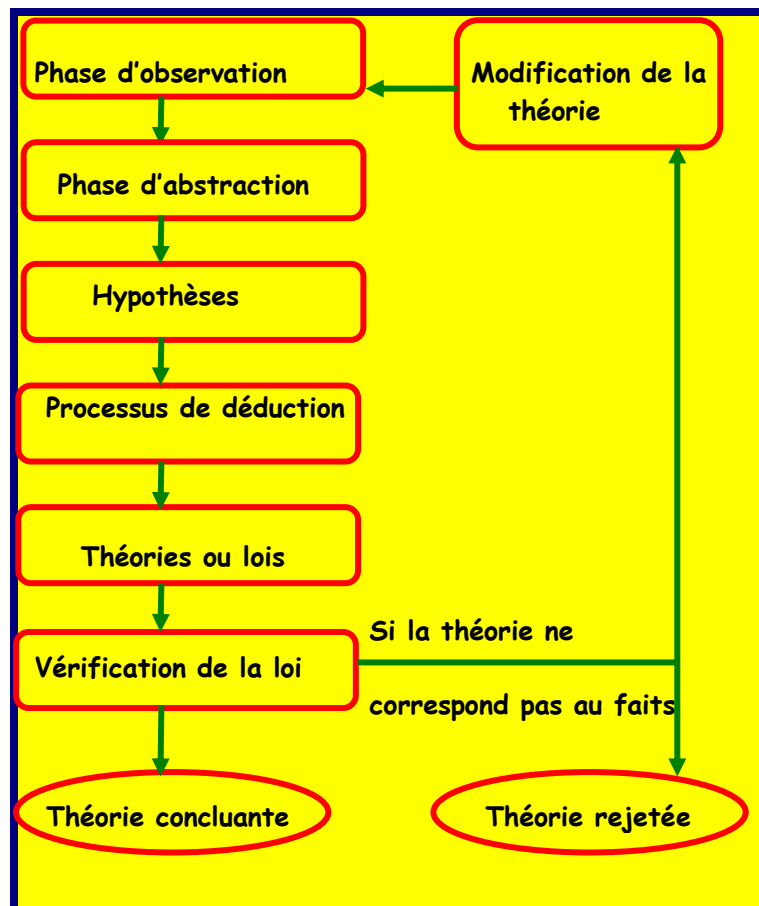 Phase d'observation
Modification de la
théorie
Phase d'abstraction
Hypothèses
Processus de déduction
Théories ou lois
Si la théorie ne
Vérification de la loi
correspond pas au faits
Théorie concluante
Théorie rejetée